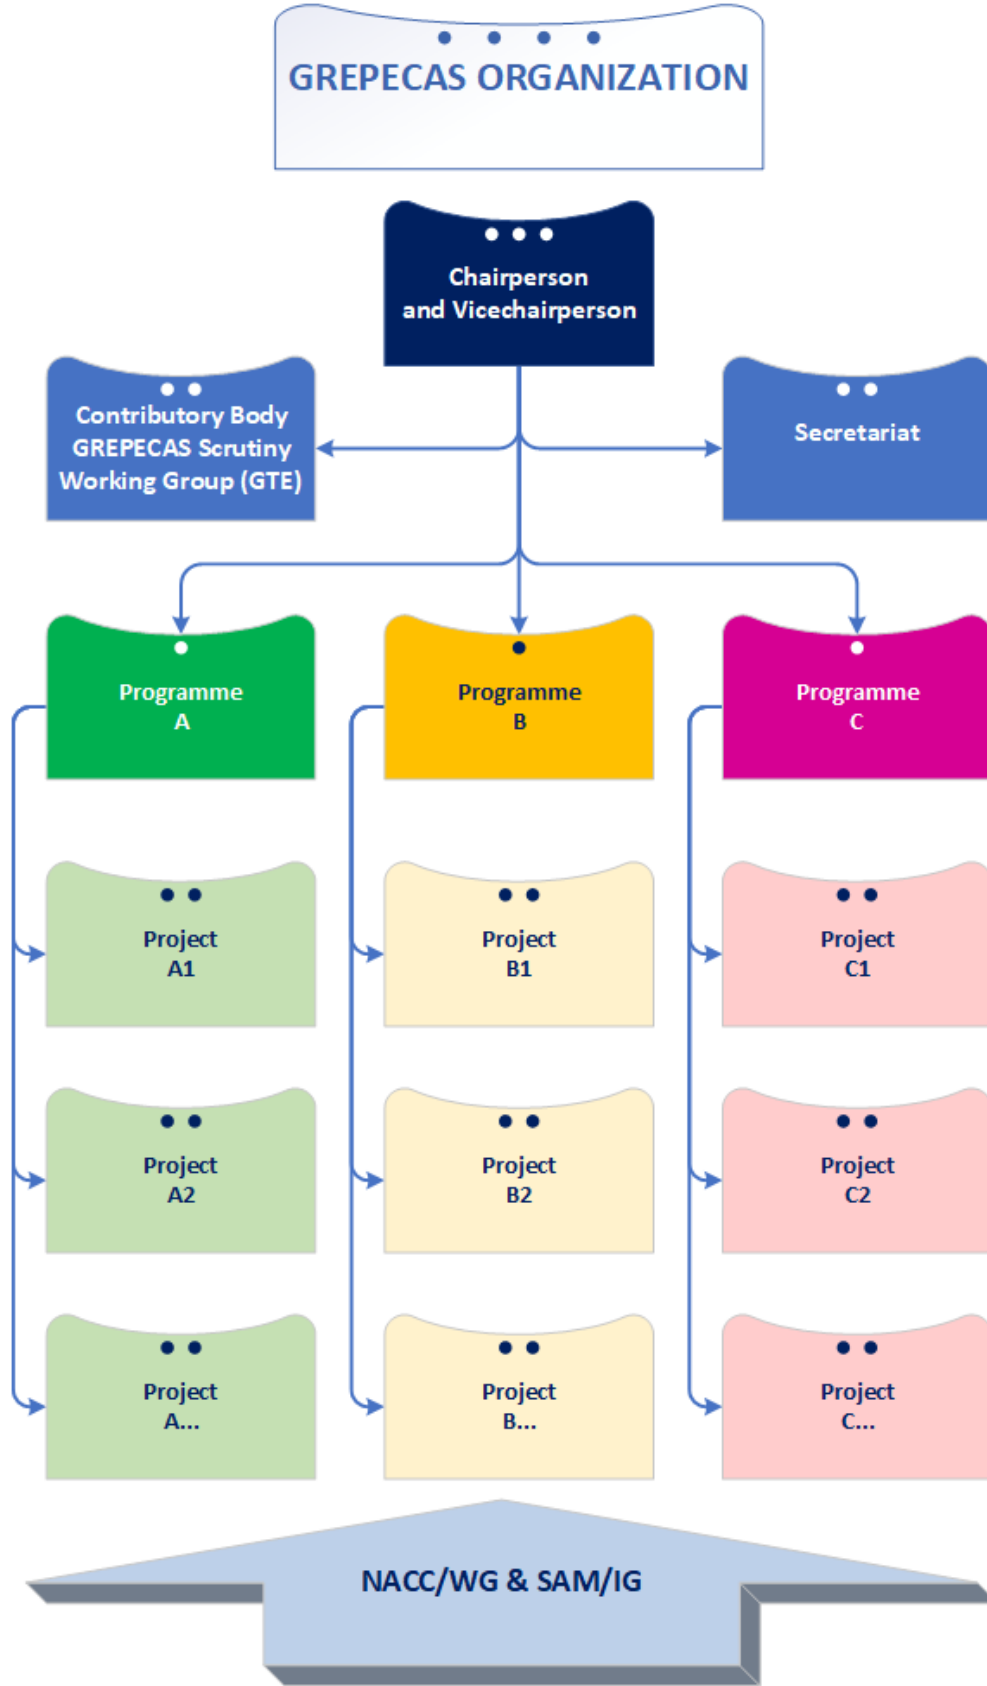 GREPECAS ORGANIZATION
Chairperson
and Vicechairperson
Contributory Body
GREPECAS Scrutiny
Working Group (GTE)
Secretariat
Programme
A
Programme
B
Programme
C
Project
A1
Project
B1
Project
C1
Project
A2
Project
B2
Project
C2
Project
A...
Project
B...
Project
C...
NACC/WG & SAM/IG